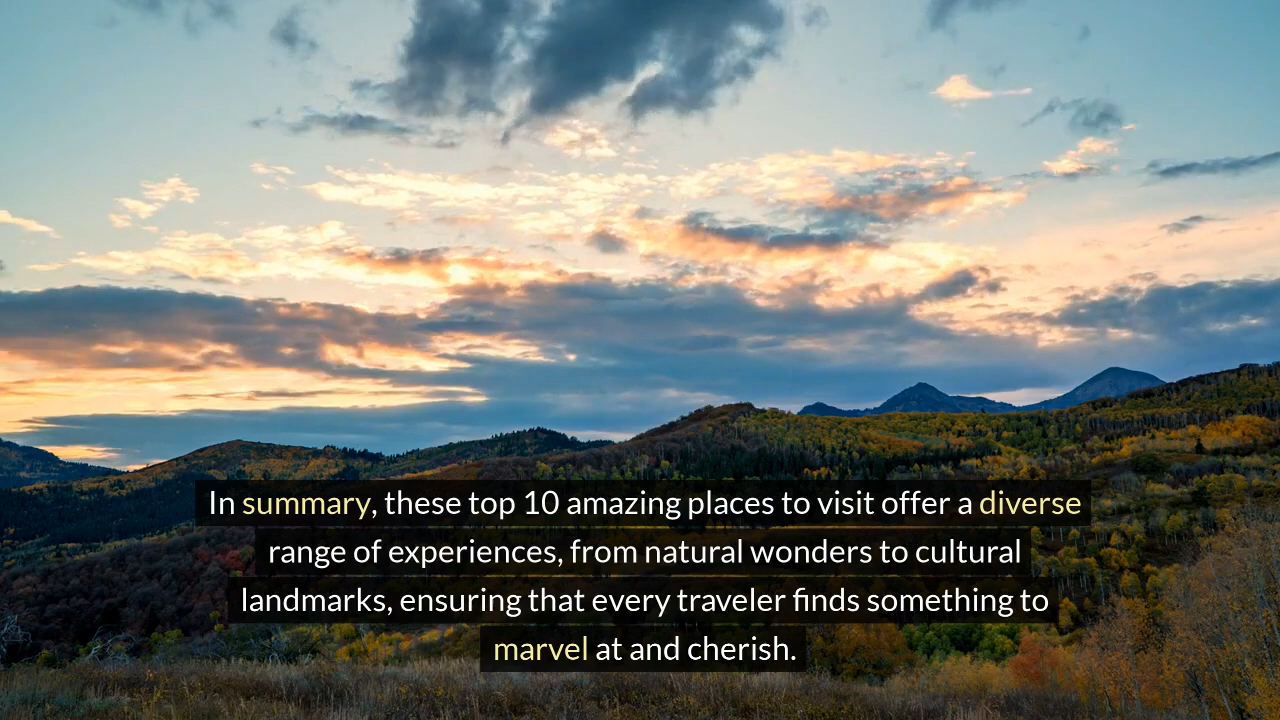 In summary, these top 10 amazing places to visit offer a diverse
range of experiences, from natural wonders to cultural
landmarks, ensuring that every traveler finds something to
marvel at and cherish.